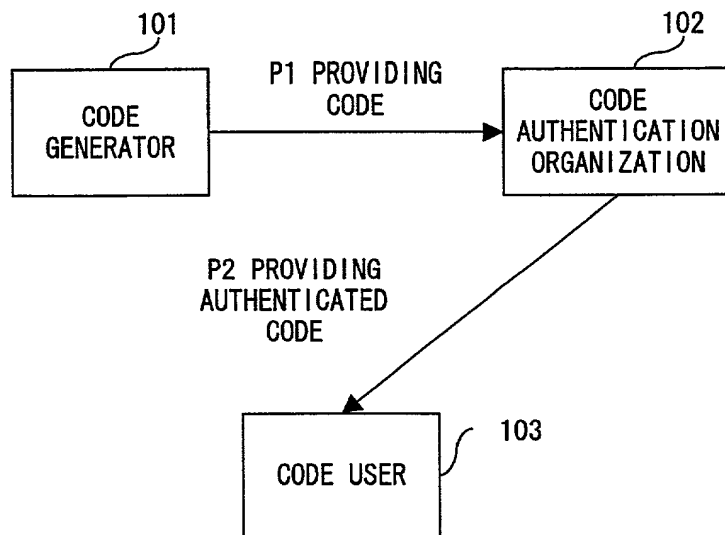 101
102
P1 PROVIDING
CODE
CODE
GENERATOR
CODE
AUTHENTICATION
ORGANIZATION
P2 PROVIDING
AUTHENTICATED
CODE
103
CODE USER